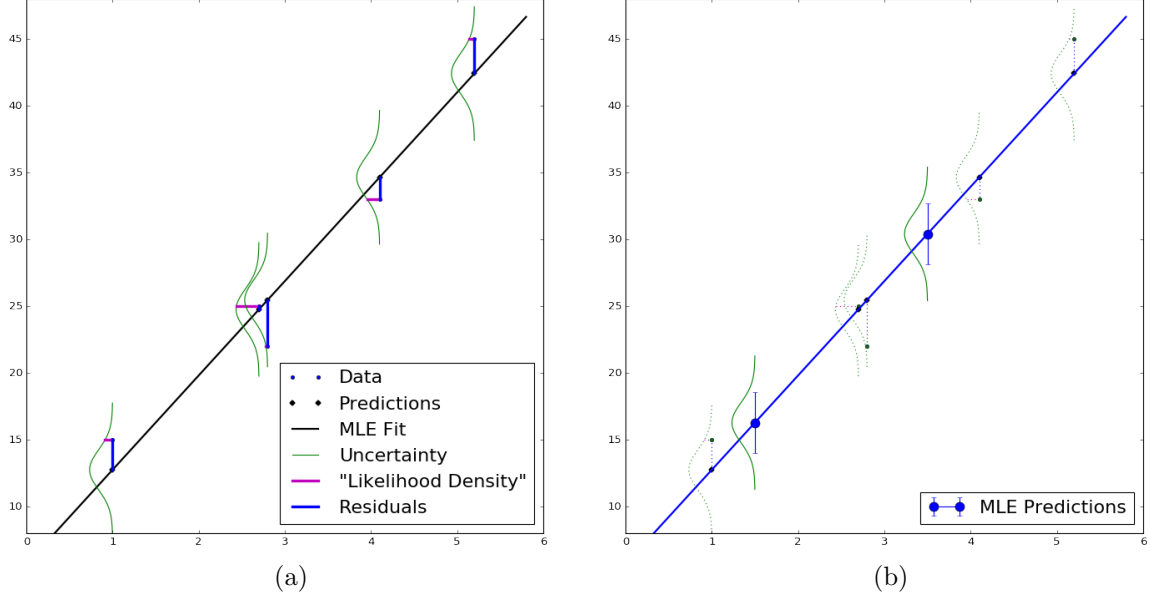 45
40
35
30
25
20
15
10
0 1 2 3 4 5 6
Data
Predictions
MLE Fit
Uncertainty
"Likelihood Density"
Residuals
(a)
45
40
35
30
25
20
15
10
0 1 2 3 4 5 6
MLE Predictions
(b)